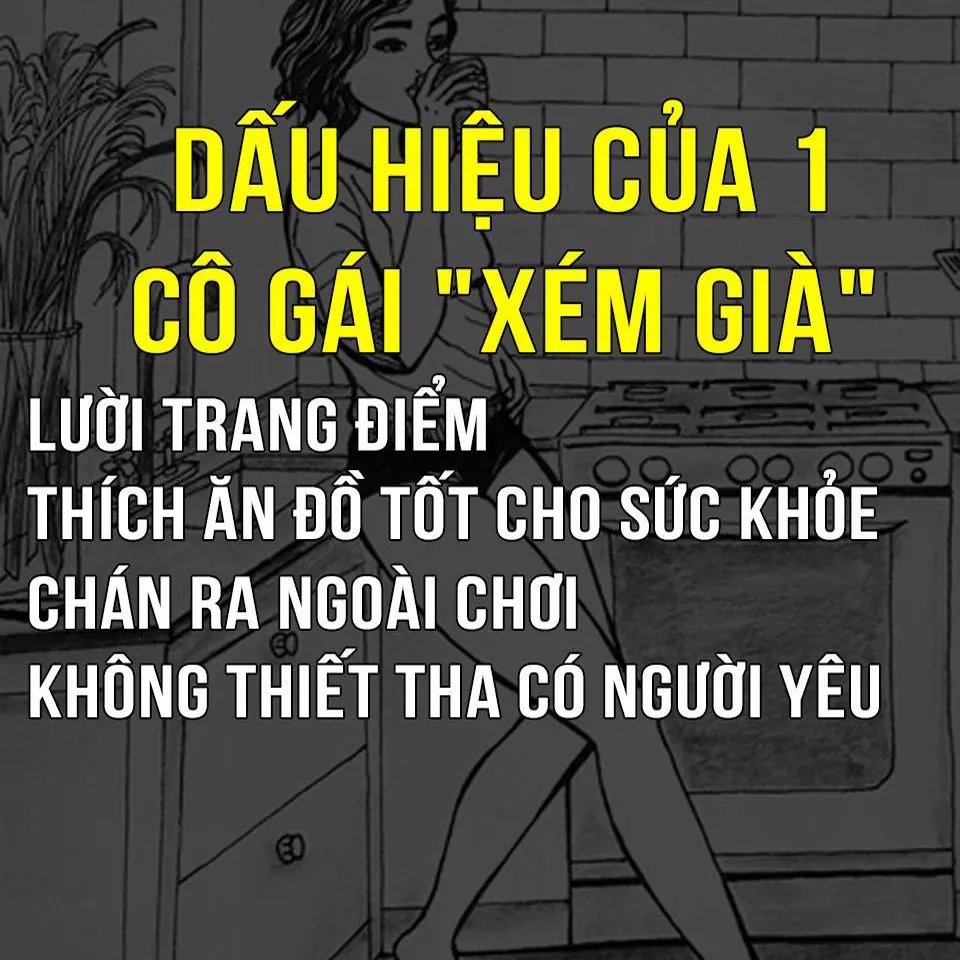 DẤU HIỆU CỦA 1
CÔ GÁI "XÉM GIÀ"
LƯỜI TRANG ĐIỂM
THÍCH ĂN ĐỒ TỐT CHO SỨC KHỎE
CHÁN RA NGOÀI CHƠI
KHÔNG THIẾT THA CÓ NGƯỜI YÊU